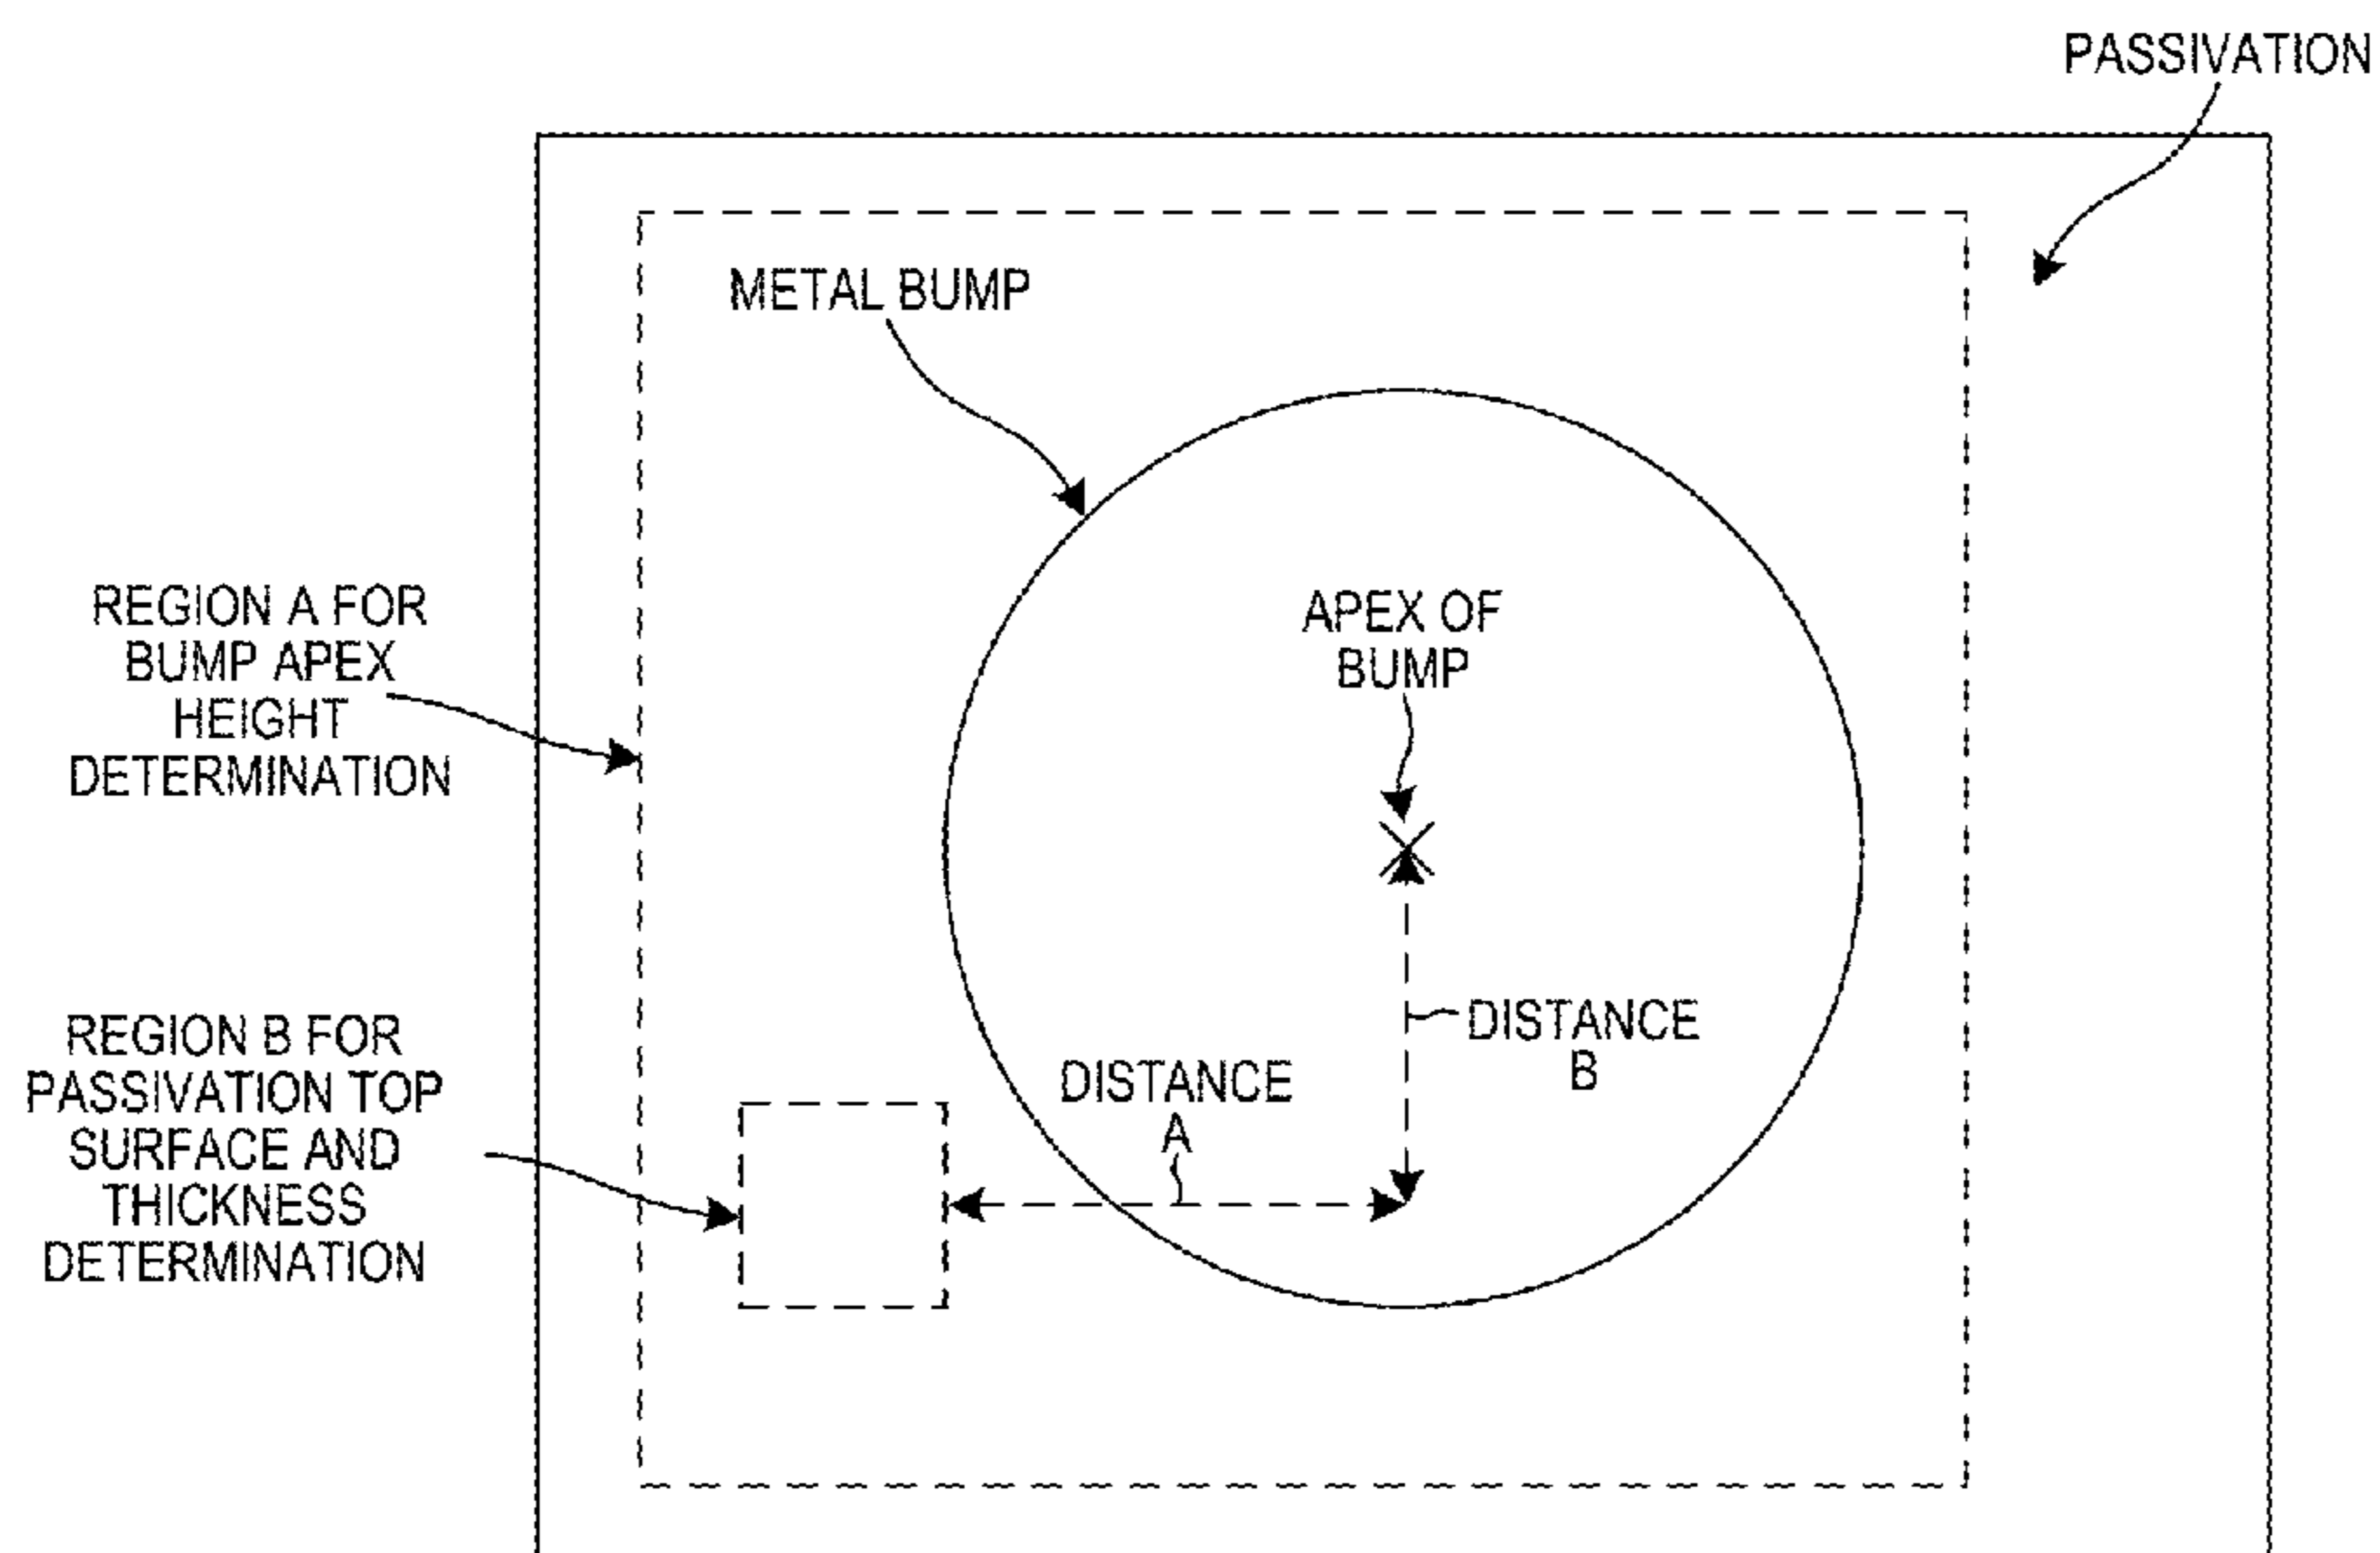 PASSIVATION
METAL BUMP
REGION A FOR
BUMP APEX
HEIGHT
DETERMINATION
APEX OF
BUMP
REGION B FOR
PASSIVATION TOP
SURFACE AND
THICKNESS
DETERMINATION
DISTANCE
A
DISTANCE
B